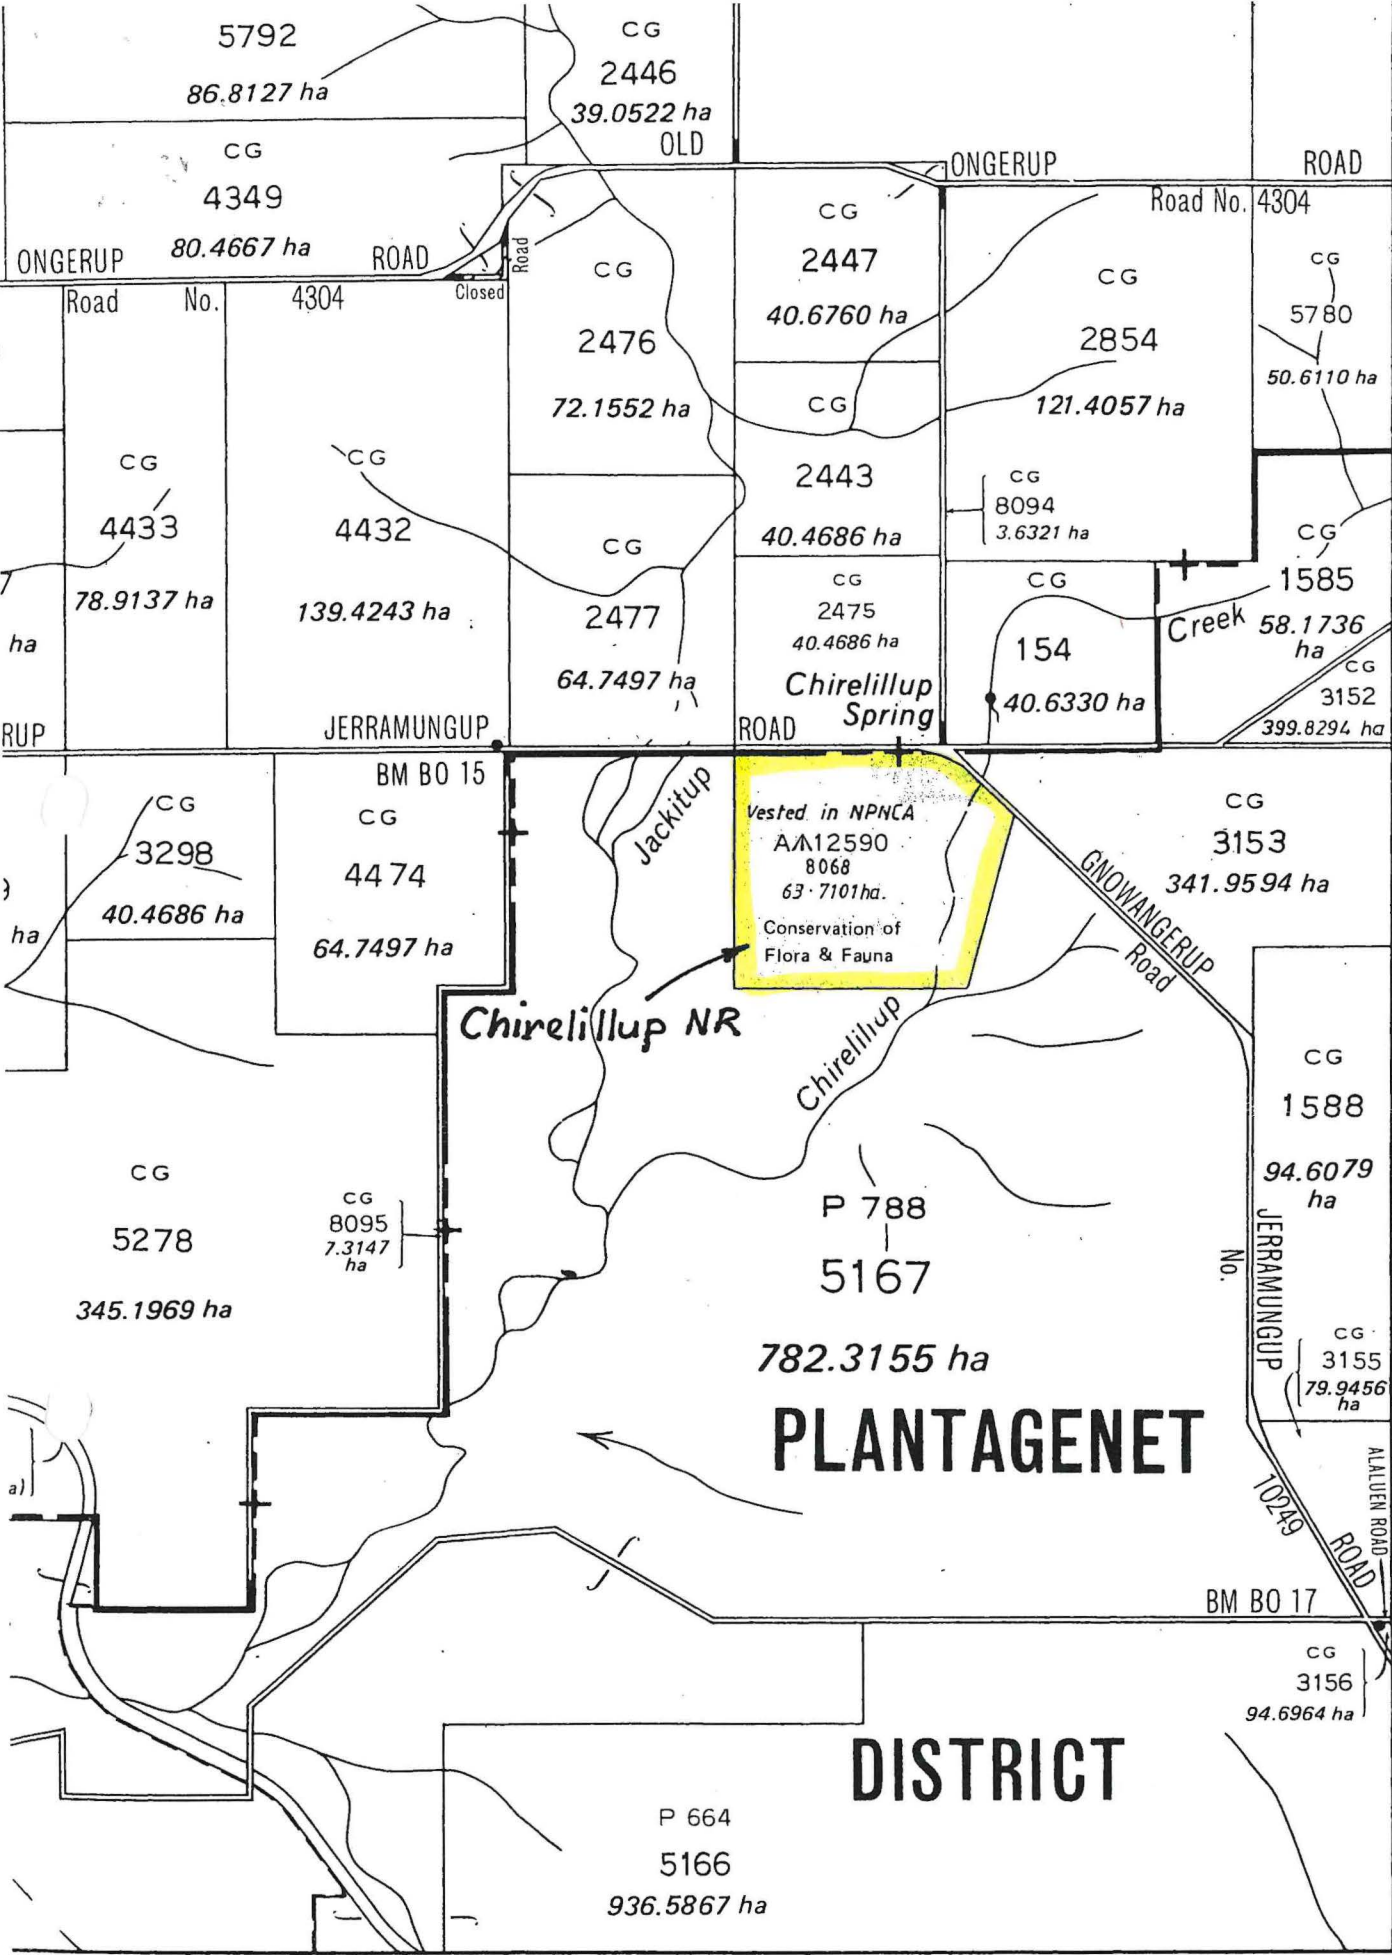 5792
86.8127 ha
CG
2446
39.0522 ha
OLD
ONGERUP
ROAD
CG
4349
80.4667 ha
ONGERUP
ROAD
Road
Closed
Road No. 4304
Road No. 4304
CG
2476
72.1552 ha
CG
2447
40.6760 ha
CG
2854
121.4057 ha
CG
5780
50.6110 ha
CG
4433
78.9137 ha
CG
4432
139.4243 ha
CG
2477
64.7497 ha
CG
2443
40.4686 ha
CG
8094
3.6321 ha
CG
2475
40.4686 ha
CG
154
40.6330 ha
CG
1585
58.1736
ha
Creek
CG
3152
399.8294 ha
ha
Chirelillup
Spring
RUP
JERRAMUNGUP
ROAD
BM BO 15
CG
3298
40.4686 ha
CG
4474
64.7497 ha
ha
Jackitup
Vested in NPNCA
8068
63·7101ha.
Conservation of
Flora & Fauna
Chirelillup NR
Chirelillup
GNOWANGERUP
Road
CG
3153
341.9594 ha
CG
1588
94.6079
ha
CG
5278
345.1969 ha
CG
8095
7.3147
ha
P 788
5167
782.3155 ha
No.
JERRAMUNGUP
CG
3155
79.9456
ha
PLANTAGENET
a)
10249
ROAD
ALALUEN ROAD
BM BO 17
CG
3156
94.6964 ha
DISTRICT
P 664
5166
936.5867 ha